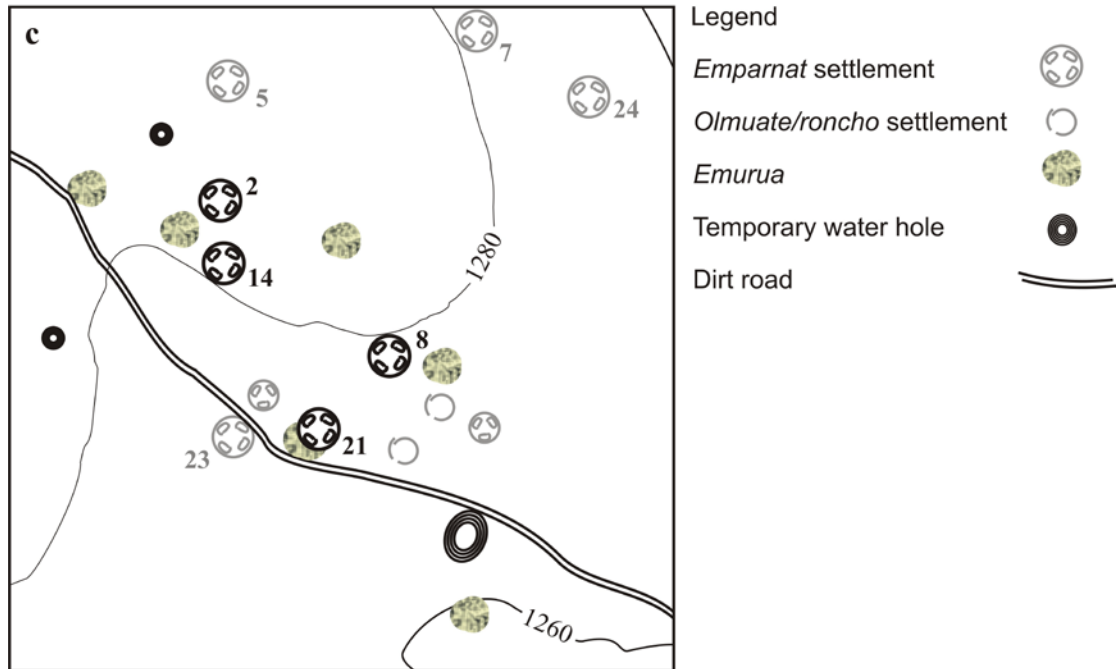 c
7
5
24
2
1280
14
8
21
23
1260
Legend
Emparnat settlement
Olmuate/roncho settlement
Emurua
Temporary water hole
Dirt road